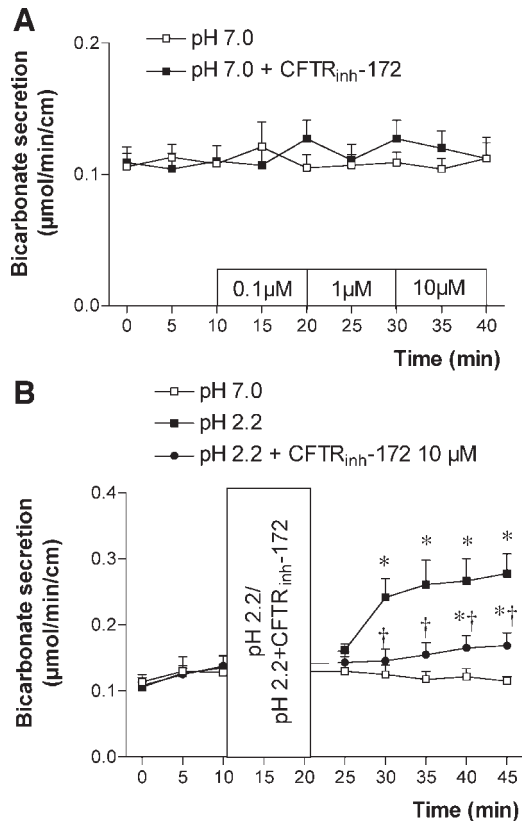 A
pH 7.0
pH 7.0 + CFTRinh-172
Bicarbonate secretion
(µmol/min/cm)
0.2
0.1
0.0
0.1µM 1µM 10µM
0 5 10 15 20 25 30 35 40
Time (min)
B
pH 7.0
pH 2.2
pH 2.2 + CFTRinh-172 10 µM
Bicarbonate secretion
(µmol/min/cm)
0.4
0.3
0.2
0.1
0.0
pH 2.2/
pH 2.2+CFTRinh-172
* * * *
† † *† *†
0 5 10 15 20 25 30 35 40 45
Time (min)